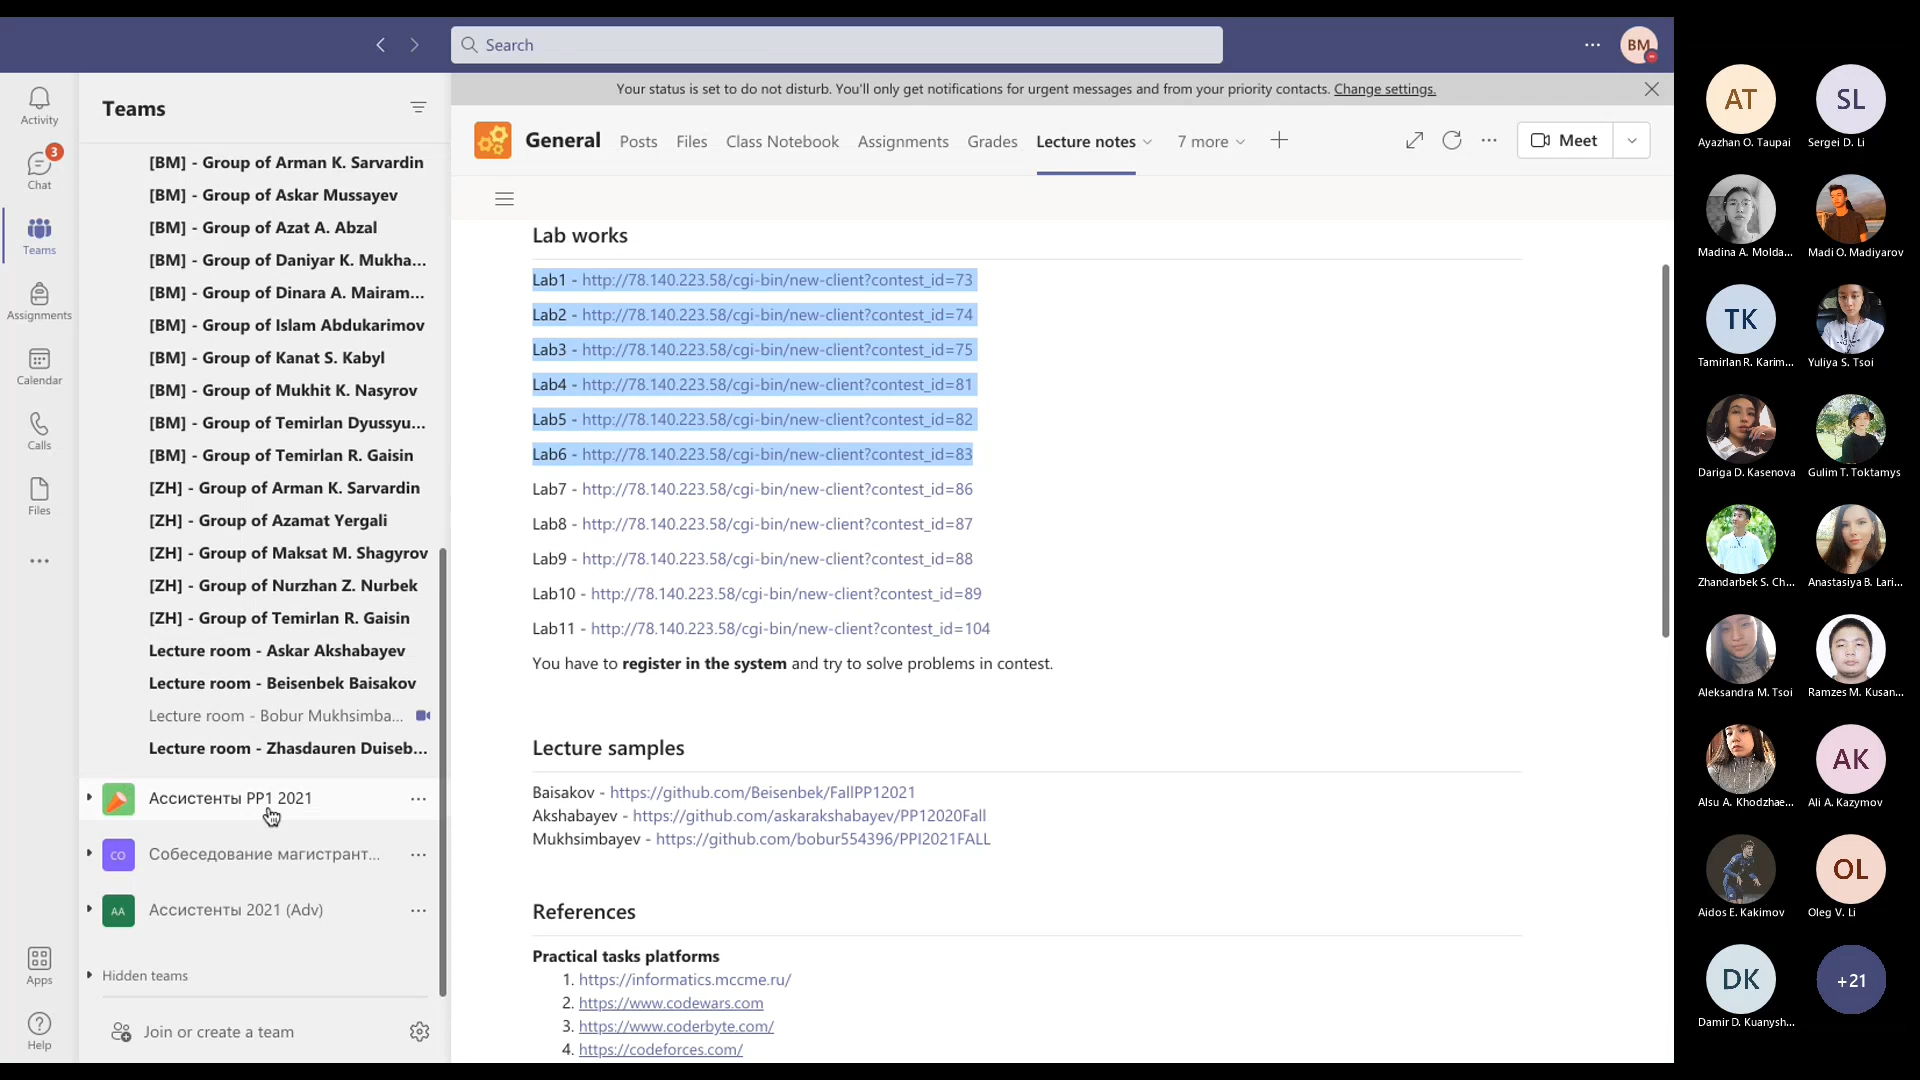 Search
BM
Your status is set to do not disturb. You'll only get notifications for urgent messages and from your priority contacts. Change settings.
Activity
3
Chat
Teams
Assignments
Calendar
Calls
Files
Apps
Help
Teams
[BM] - Group of Arman K. Sarvardin
[BM] - Group of Askar Mussayev
[BM] - Group of Azat A. Abzal
[BM] - Group of Daniyar K. Mukha...
[BM] - Group of Dinara A. Mairam...
[BM] - Group of Islam Abdukarimov
[BM] - Group of Kanat S. Kabyl
[BM] - Group of Mukhit K. Nasyrov
[BM] - Group of Temirlan Dyussyu...
[BM] - Group of Temirlan R. Gaisin
[ZH] - Group of Arman K. Sarvardin
[ZH] - Group of Azamat Yergali
[ZH] - Group of Maksat M. Shagyrov
[ZH] - Group of Nurzhan Z. Nurbek
[ZH] - Group of Temirlan R. Gaisin
Lecture room - Askar Akshabayev
Lecture room - Beisenbek Baisakov
Lecture room - Bobur Mukhsimba...
Lecture room - Zhasdauren Duiseb...
Ассистенты PP1 2021
CO Собеседование магистрант...
AA Ассистенты 2021 (Adv)
Hidden teams
Join or create a team
General Posts Files Class Notebook Assignments Grades Lecture notes 7 more Meet
Lab works
Lab1 - http://78.140.223.58/cgi-bin/new-client?contest_id=73
Lab2 - http://78.140.223.58/cgi-bin/new-client?contest_id=74
Lab3 - http://78.140.223.58/cgi-bin/new-client?contest_id=75
Lab4 - http://78.140.223.58/cgi-bin/new-client?contest_id=81
Lab5 - http://78.140.223.58/cgi-bin/new-client?contest_id=82
Lab6 - http://78.140.223.58/cgi-bin/new-client?contest_id=83
Lab7 - http://78.140.223.58/cgi-bin/new-client?contest_id=86
Lab8 - http://78.140.223.58/cgi-bin/new-client?contest_id=87
Lab9 - http://78.140.223.58/cgi-bin/new-client?contest_id=88
Lab10 - http://78.140.223.58/cgi-bin/new-client?contest_id=89
Lab11 - http://78.140.223.58/cgi-bin/new-client?contest_id=104
You have to register in the system and try to solve problems in contest.
Lecture samples
Baisakov - https://github.com/Beisenbek/FallPP12021
Akshabayev - https://github.com/askarakshabayev/PP12020Fall
Mukhsimbayev - https://github.com/bobur554396/PPI2021FALL
References
Practical tasks platforms
1. https://informatics.mccme.ru/
2. https://www.codewars.com
3. https://www.coderbyte.com/
4. https://codeforces.com/
AT SL
Ayazhan O. Taupai Sergei D. Li
Madina A. Molda... Madi O. Madiyarov
TK
Tamirlan R. Karim... Yuliya S. Tsoi
Dariga D. Kasenova Gulim T. Toktamys
Zhandarbek S. Ch... Anastasiya B. Lari...
Aleksandra M. Tsoi Ramzes M. Kusan...
AK
Alsu A. Khodzhae... Ali A. Kazymov
OL
Aidos E. Kakimov Oleg V. Li
DK +21
Damir D. Kuanysh...